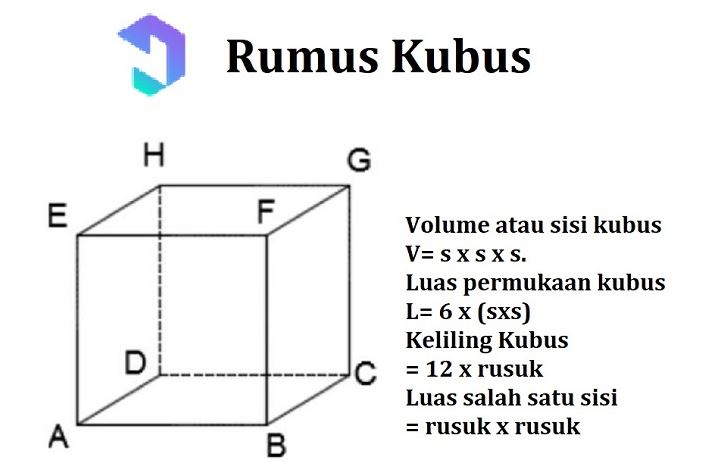 Rumus Kubus
H
G
E
F
D
C
A
B
Volume atau sisi kubus
V= s x s x s.
Luas permukaan kubus
L= 6 x (sxs)
Keliling Kubus
= 12 x rusuk
Luas salah satu sisi
= rusuk x rusuk